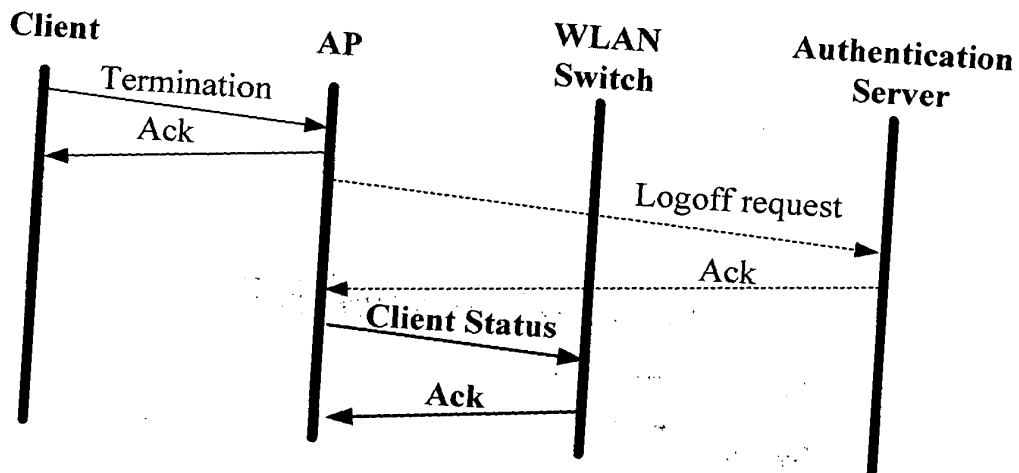 Client
AP
WLAN
Switch
Authentication
Server
Termination
Ack
Logoff request
Ack
Client Status
Ack